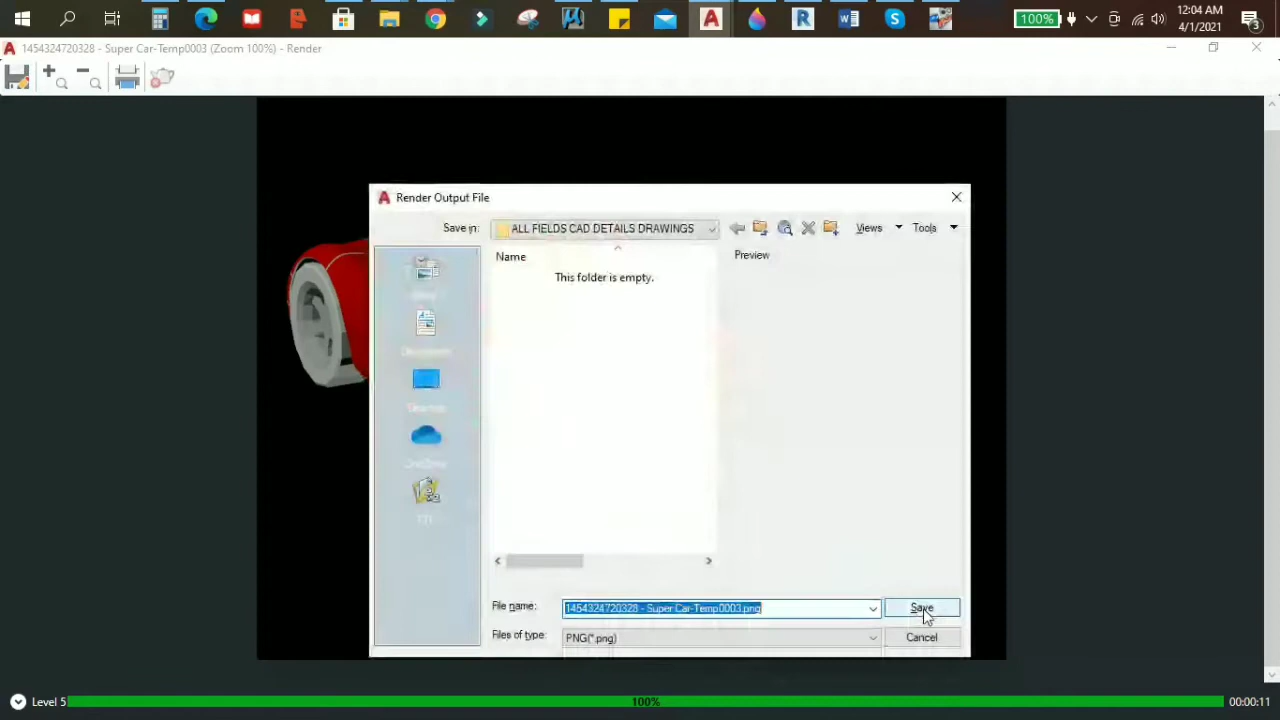 100%
12:04 AM
4/1/2021
3
1454324720328 - Super Car-Temp0003 (Zoom 100%) - Render
Render Output File
Save in:
ALL FIELDS CAD DETAILS DRAWINGS
Views
Tools
Name
Preview
This folder is empty.
File name:
1454324720328 - Super Car-Temp0003.png
Save
Files of type:
PNG(*.png)
Cancel
Level 5
100%
00:00:11